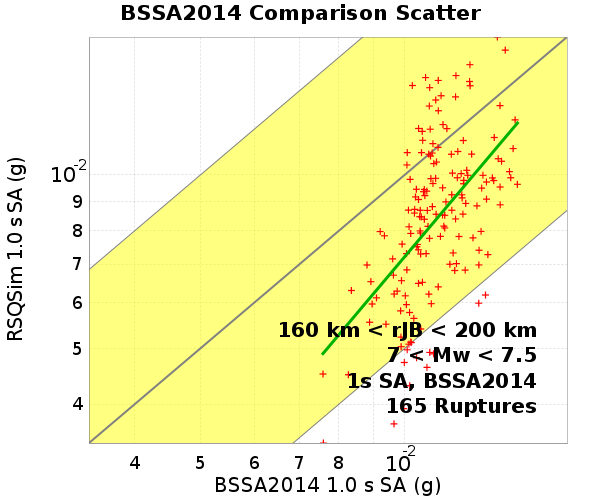 BSSA2014 Comparison Scatter
RSQSim 1.0 s SA (g)
10-2
9
8
7
6
5
4
160 km < rJB < 200 km
7 < Mw < 7.5
1s SA, BSSA2014
165 Ruptures
4 5 6 7 8 10-2
BSSA2014 1.0 s SA (g)